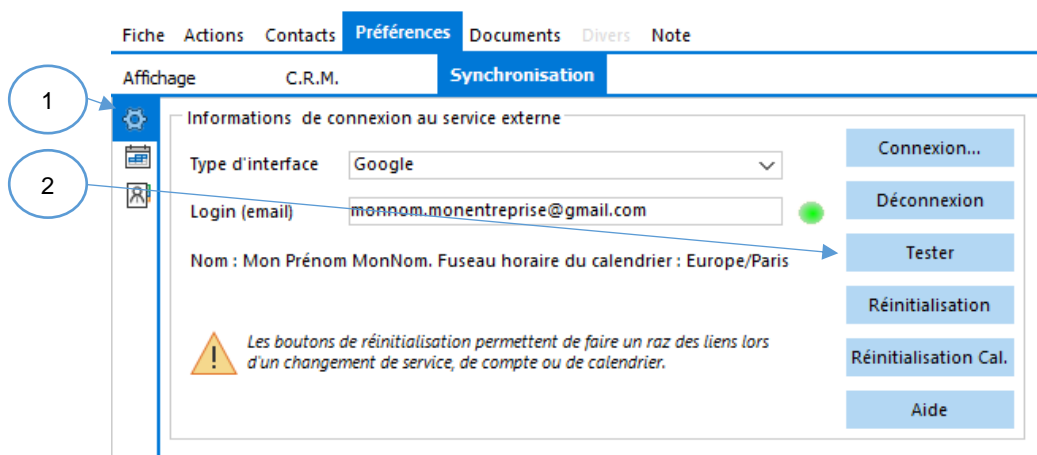 Fiche Actions Contacts Préférences Documents Divers Note
Affichage C.R.M. Synchronisation
1
Informations de connexion au service externe
Connexion...
2
Type d'interface Google
Déconnexion
Login (email) monnom.monentreprise@gmail.com
Tester
Nom : Mon Prénom MonNom. Fuseau horaire du calendrier : Europe/Paris
Réinitialisation
Les boutons de réinitialisation permettent de faire un raz des liens lors
d'un changement de service, de compte ou de calendrier.
Réinitialisation Cal.
Aide